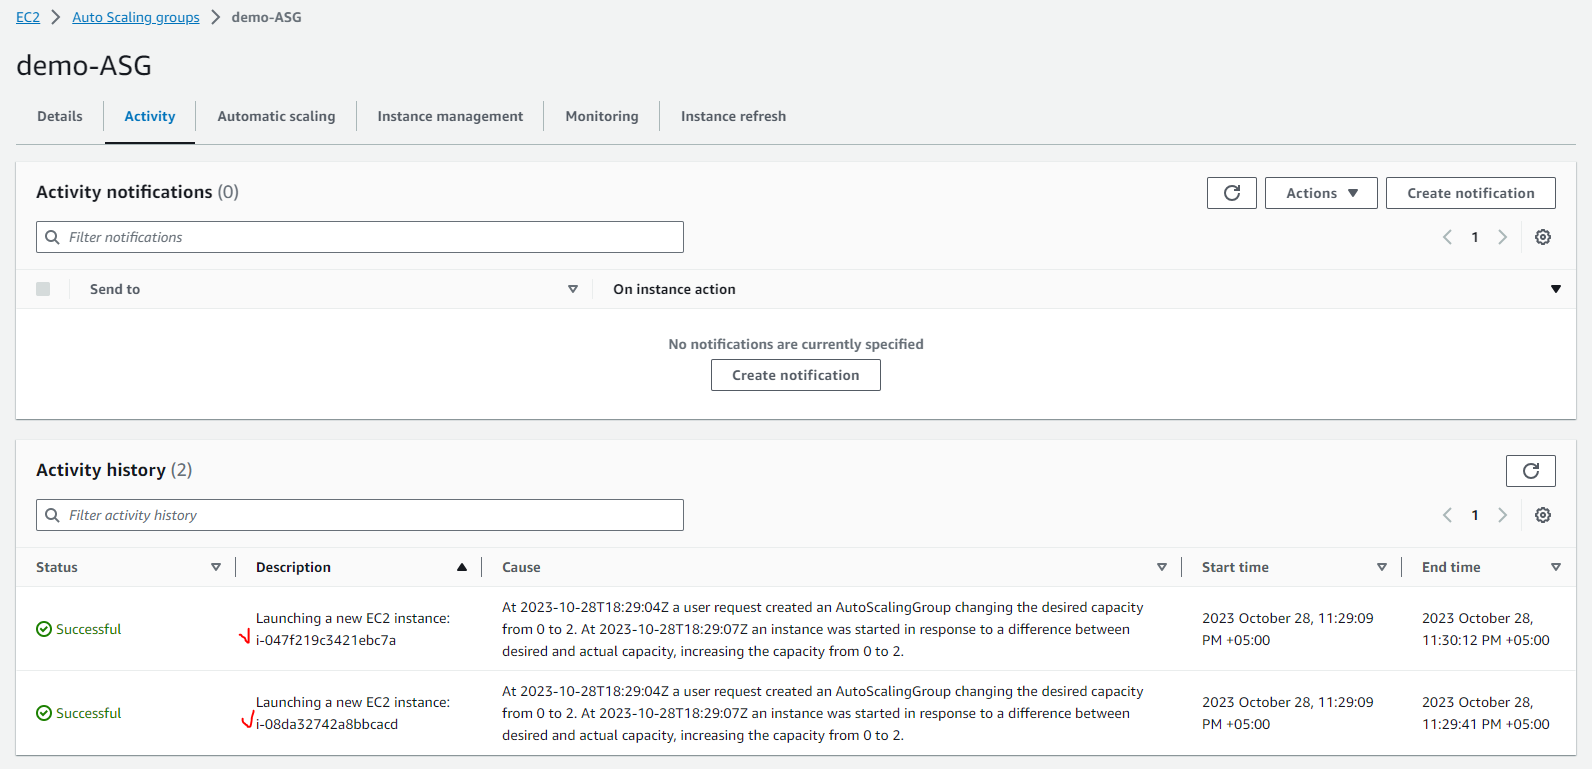 EC2 > Auto Scaling groups > demo-ASG
demo-ASG
Details Activity Automatic scaling Instance management Monitoring Instance refresh
Activity notifications (0)
Actions Create notification
Filter notifications
1
Send to On instance action
No notifications are currently specified
Create notification
Activity history (2)
Filter activity history
1
Status Description Cause Start time End time
Successful
Launching a new EC2 instance:
i-047f219c3421ebc7a
At 2023-10-28T18:29:04Z a user request created an AutoScalingGroup changing the desired capacity
from 0 to 2. At 2023-10-28T18:29:07Z an instance was started in response to a difference between
desired and actual capacity, increasing the capacity from 0 to 2.
2023 October 28, 11:29:09
PM +05:00
2023 October 28,
11:30:12 PM +05:00
Successful
Launching a new EC2 instance:
i-08da32742a8bbcacd
At 2023-10-28T18:29:04Z a user request created an AutoScalingGroup changing the desired capacity
from 0 to 2. At 2023-10-28T18:29:07Z an instance was started in response to a difference between
desired and actual capacity, increasing the capacity from 0 to 2.
2023 October 28, 11:29:09
PM +05:00
2023 October 28,
11:29:41 PM +05:00